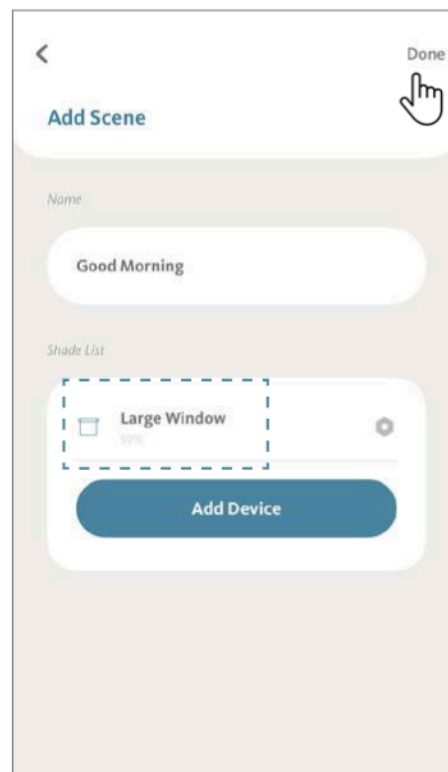 Done
Add Scene
Name
Good Morning
Shade List
Large Window
Add Device